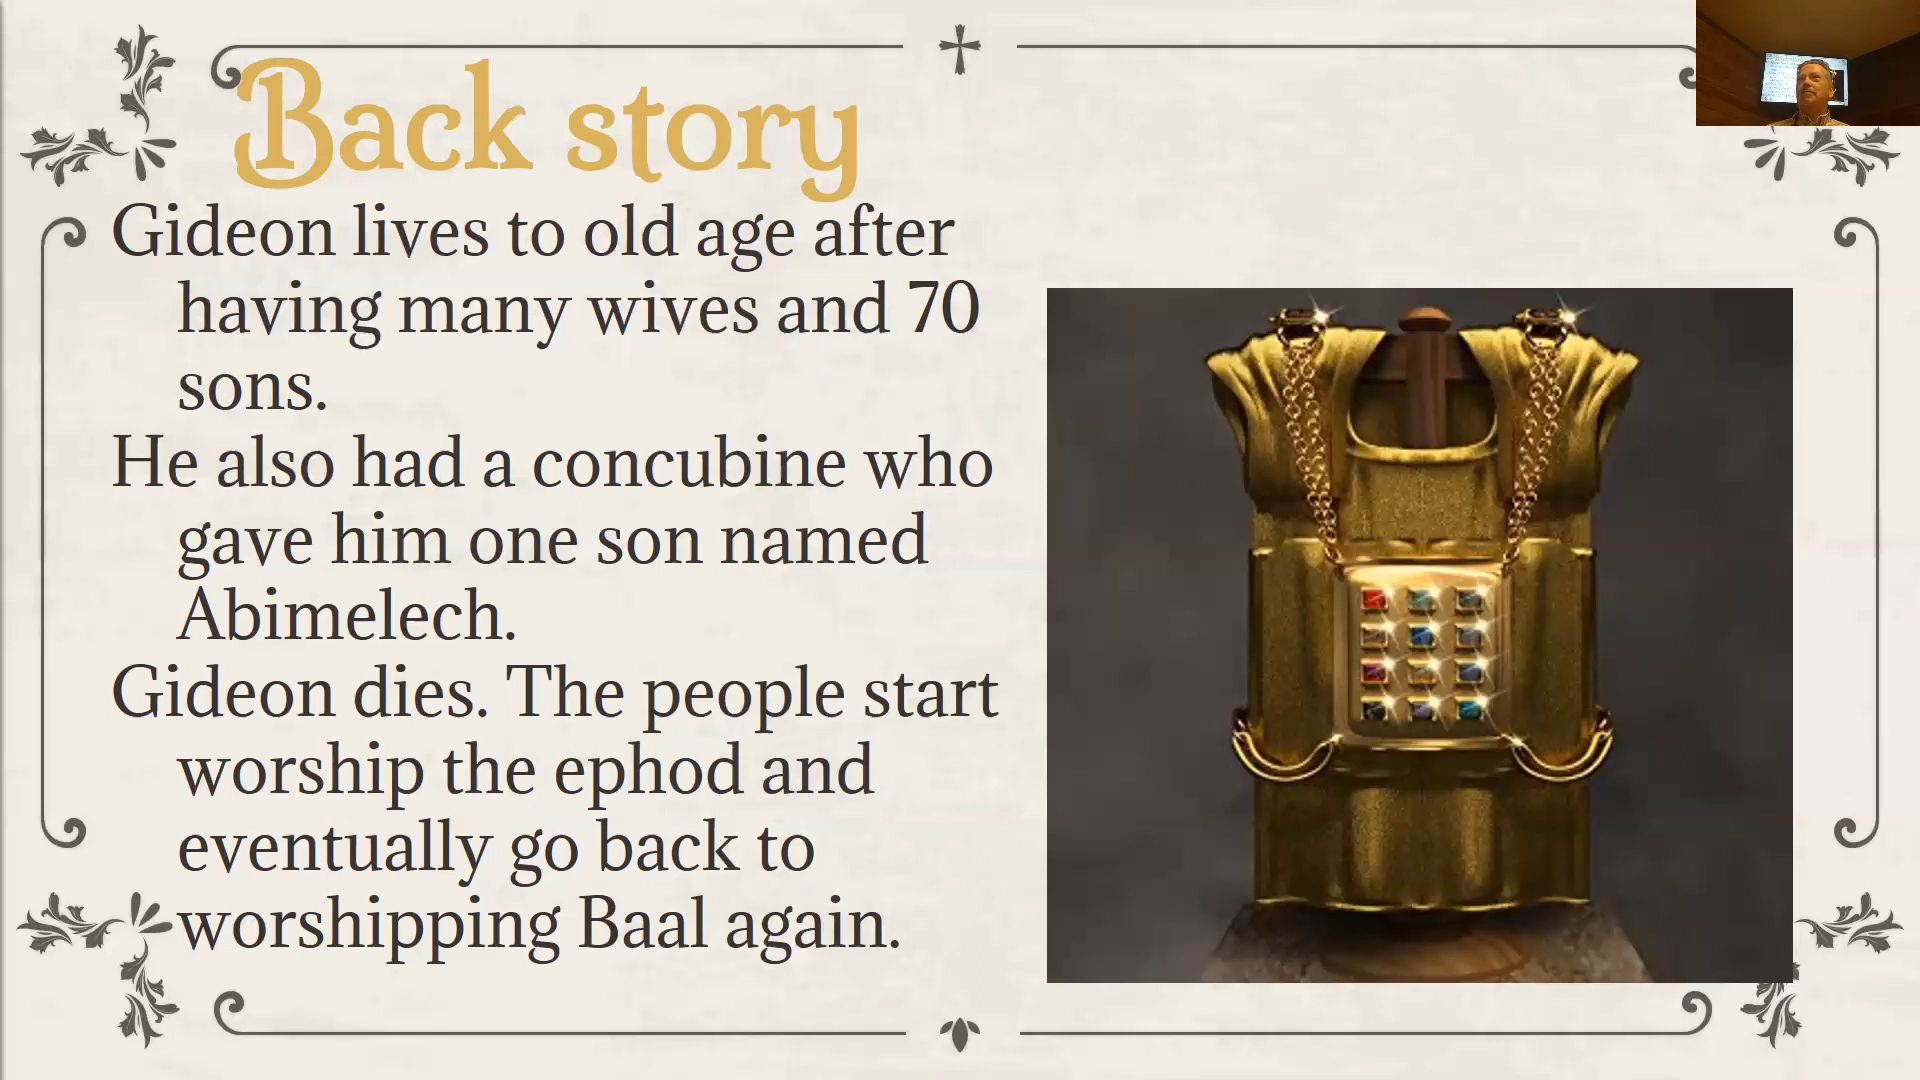 Back story
Gideon lives to old age after
having many wives and 70
sons.
He also had a concubine who
gave him one son named
Abimelech.
Gideon dies. The people start
worship the ephod and
eventually go back to
worshipping Baal again.